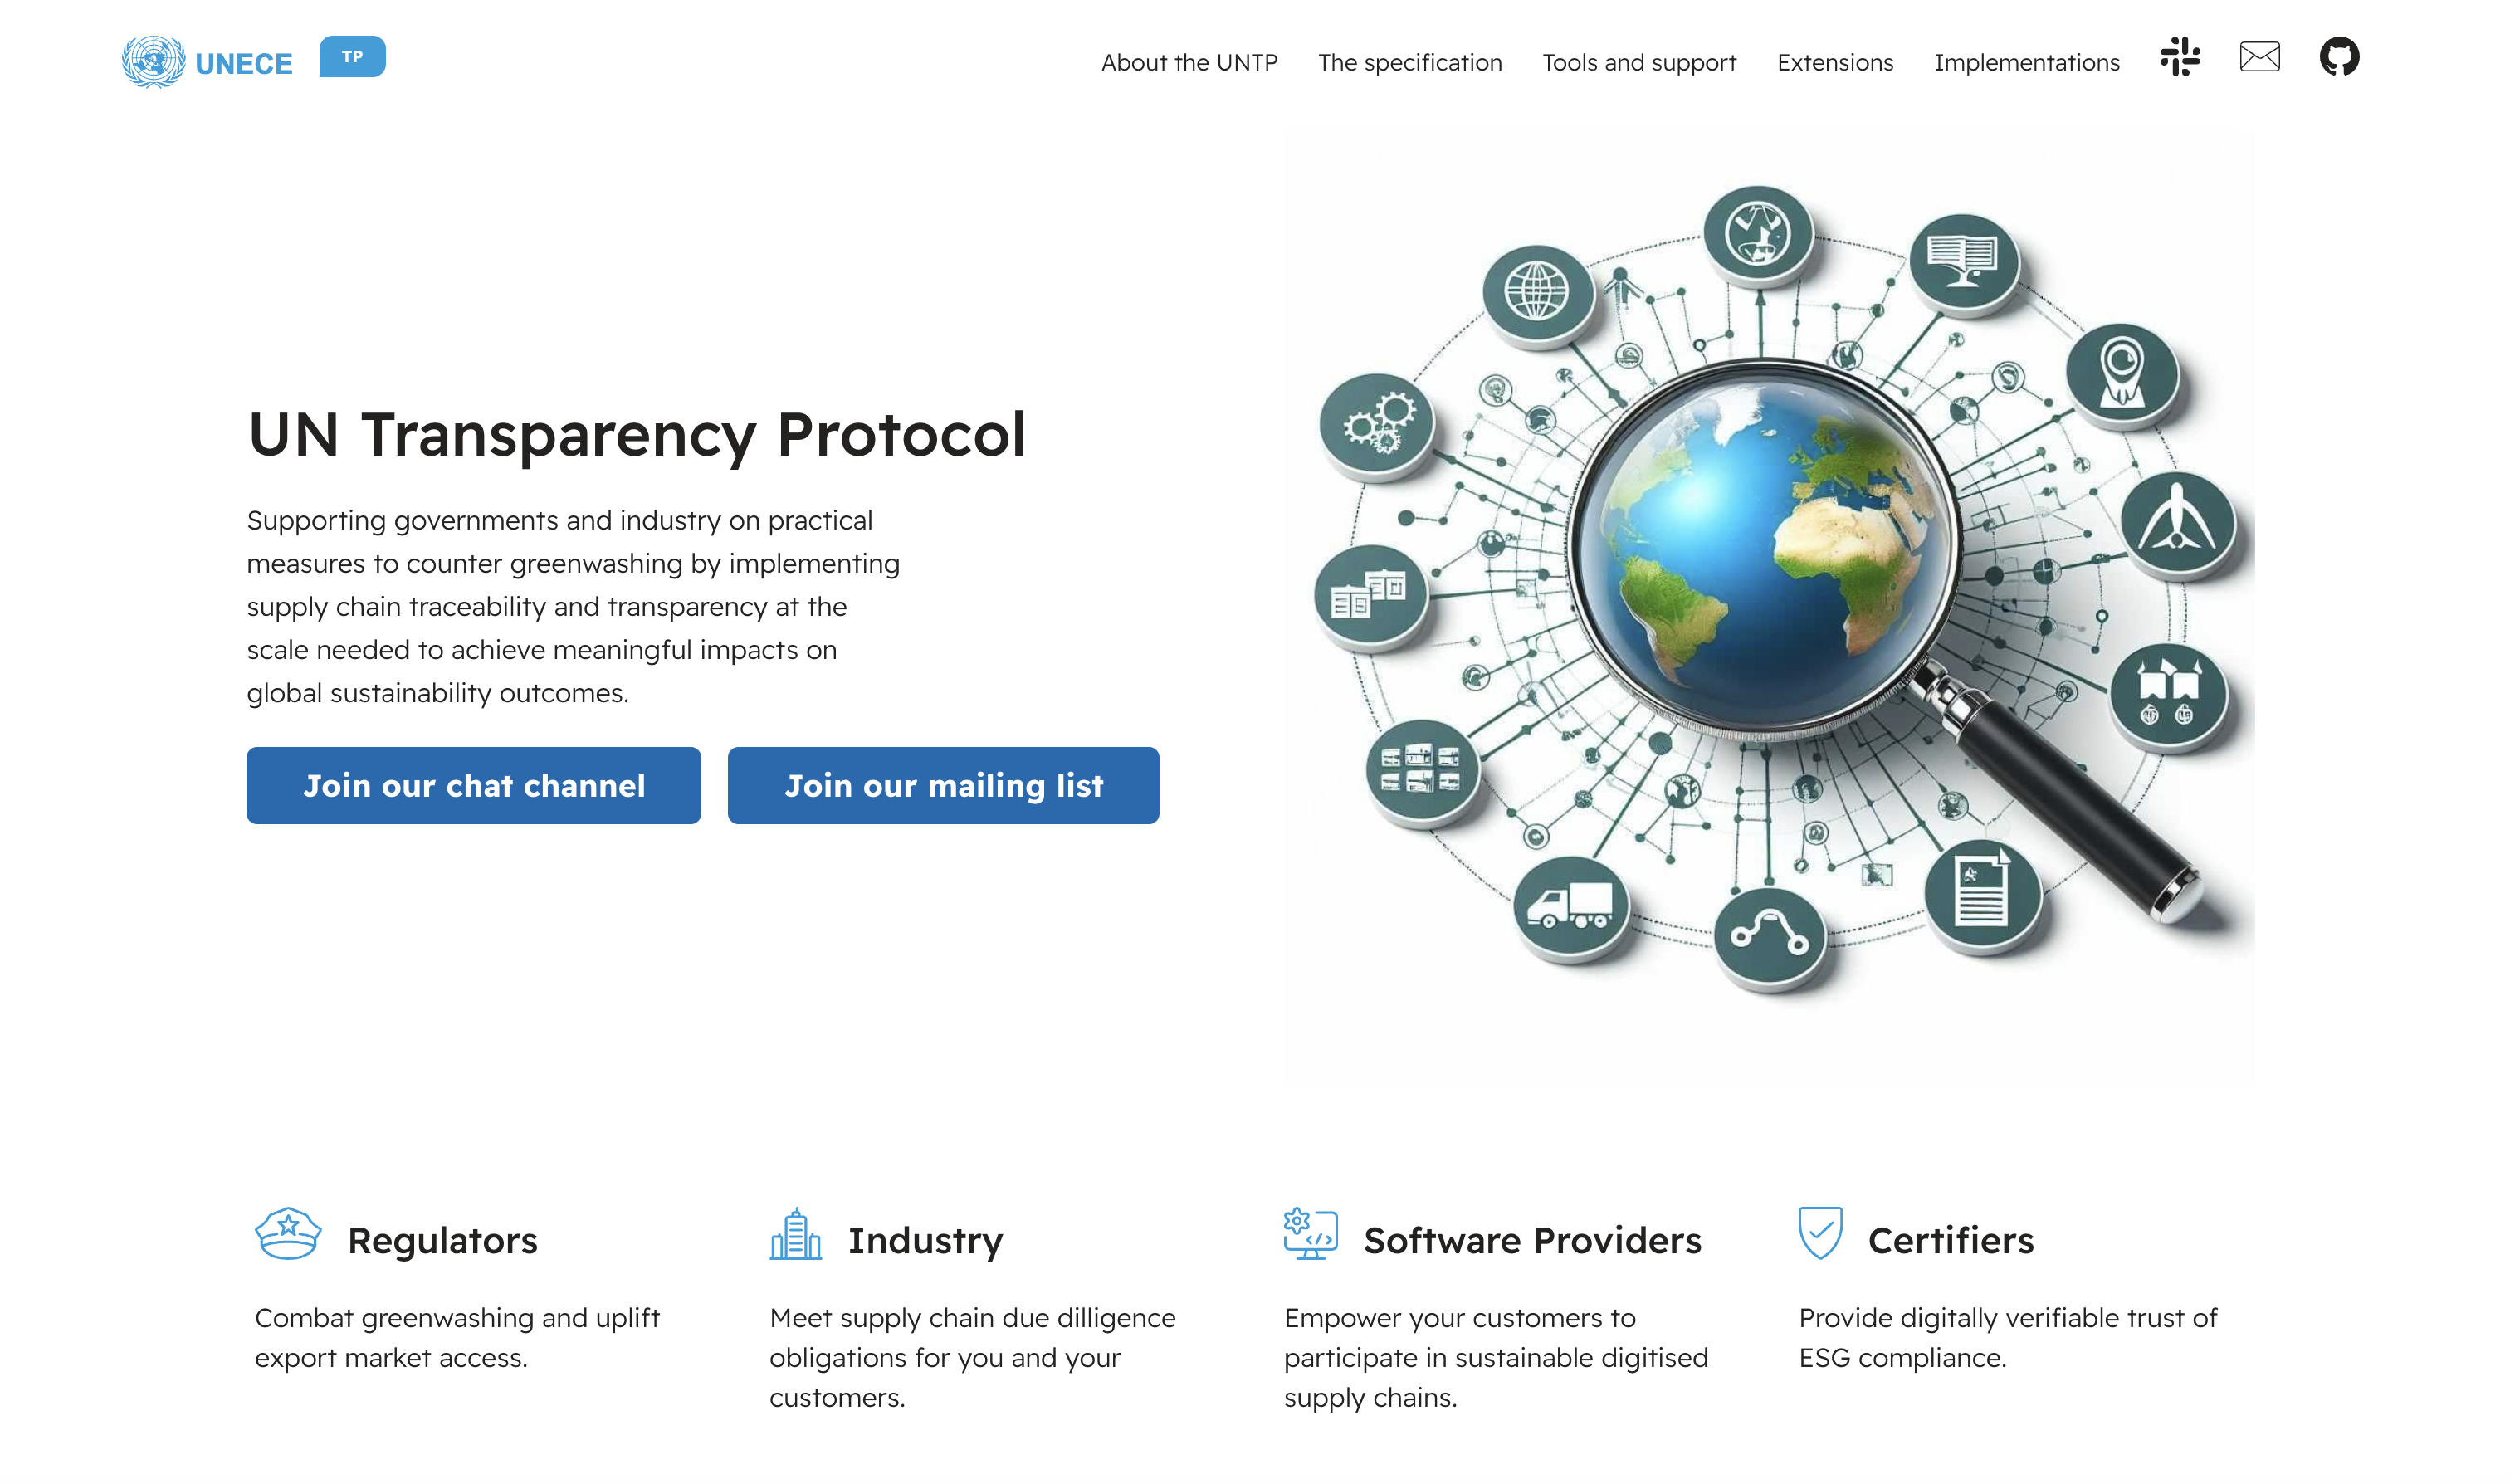 UNECE
TP
About the UNTP
The specification
Tools and support
Extensions
Implementations
UN Transparency Protocol
Supporting governments and industry on practical
measures to counter greenwashing by implementing
supply chain traceability and transparency at the
scale needed to achieve meaningful impacts on
global sustainability outcomes.
Join our chat channel
Join our mailing list
Regulators
Combat greenwashing and uplift
export market access.
Industry
Meet supply chain due dilligence
obligations for you and your
customers.
Software Providers
Empower your customers to
participate in sustainable digitised
supply chains.
Certifiers
Provide digitally verifiable trust of
ESG compliance.